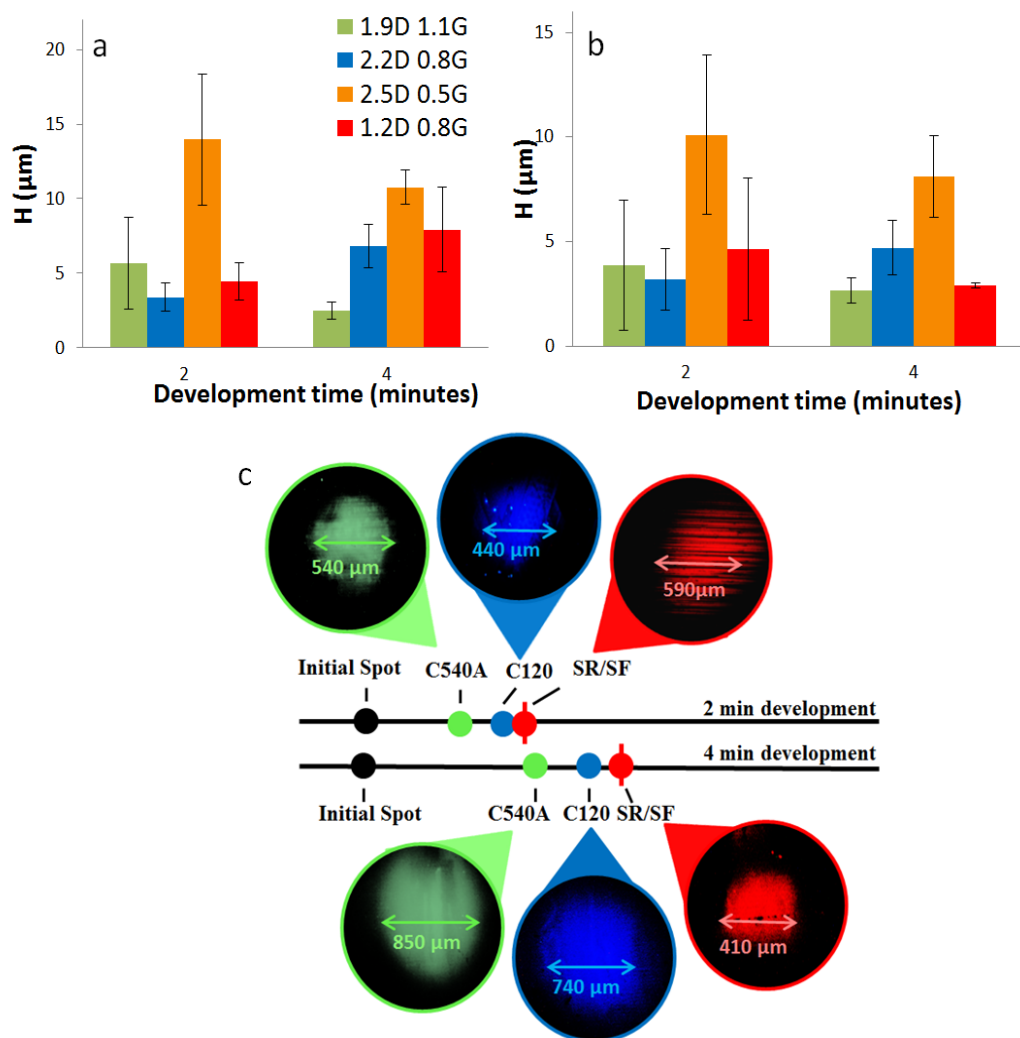 a
20
15
10
5
0
H (µm)
2
4
Development time (minutes)
1.9D 1.1G
2.2D 0.8G
2.5D 0.5G
1.2D 0.8G
b
15
10
5
0
H (µm)
2
4
Development time (minutes)
c
540 µm
440 µm
590µm
Initial Spot
C540A
C120
SR/SF
2 min development
4 min development
Initial Spot
C540A
C120
SR/SF
850 µm
740 µm
410 µm